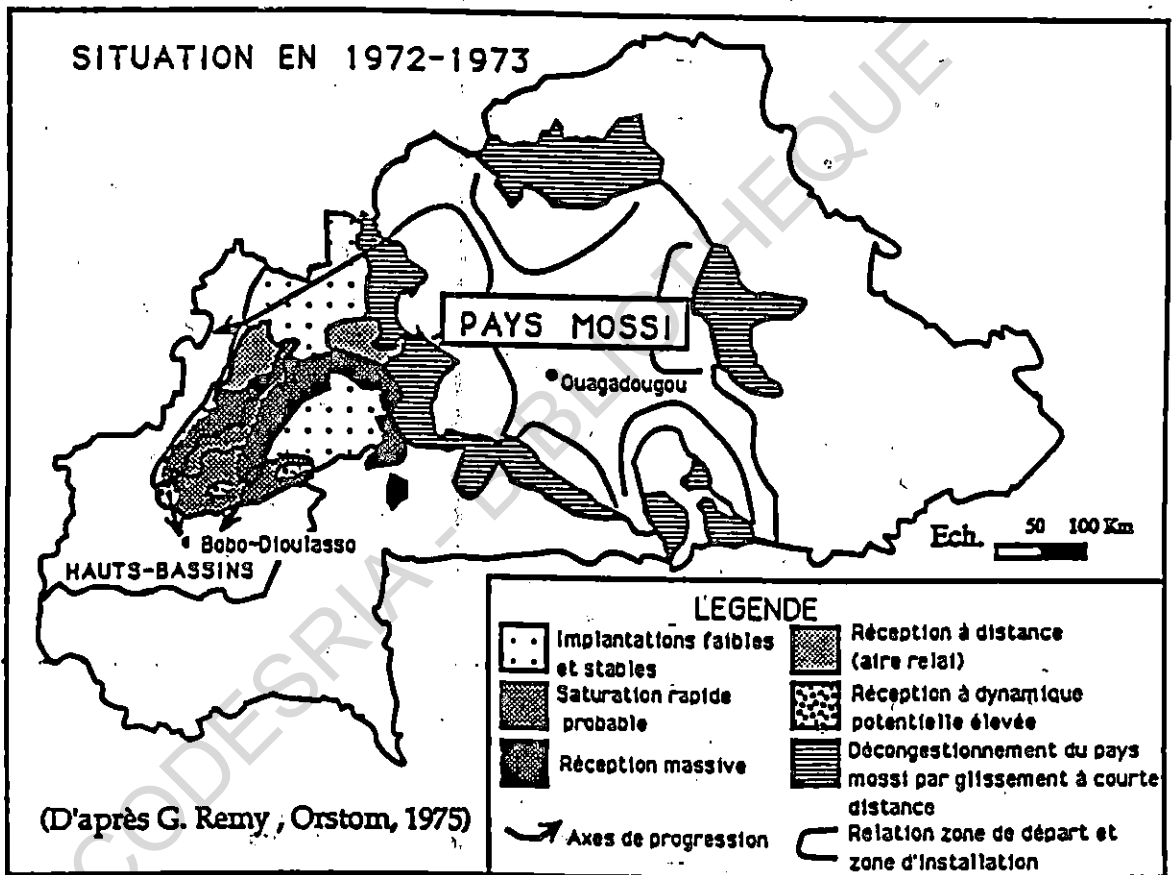 SITUATION EN 1972-1973
PAYS MOSSI
Ouagadougou
Bobo-Dioulasso
HAUTS-BASSINS
Ech. 50 100 Km
LEGENDE
Implantations faibles
et stables
Saturation rapide
probable
Réception massive
Axes de progression
Réception à distance
(aire relai)
Réception à dynamique
potentielle élevée
Décongestionnement du pays
mossi par glissement à courte
distance
Relation zone de départ et
zone d'installation
(D'après G. Remy, Orstom, 1975)
CODESRIA - BIBLIOTHEQUE